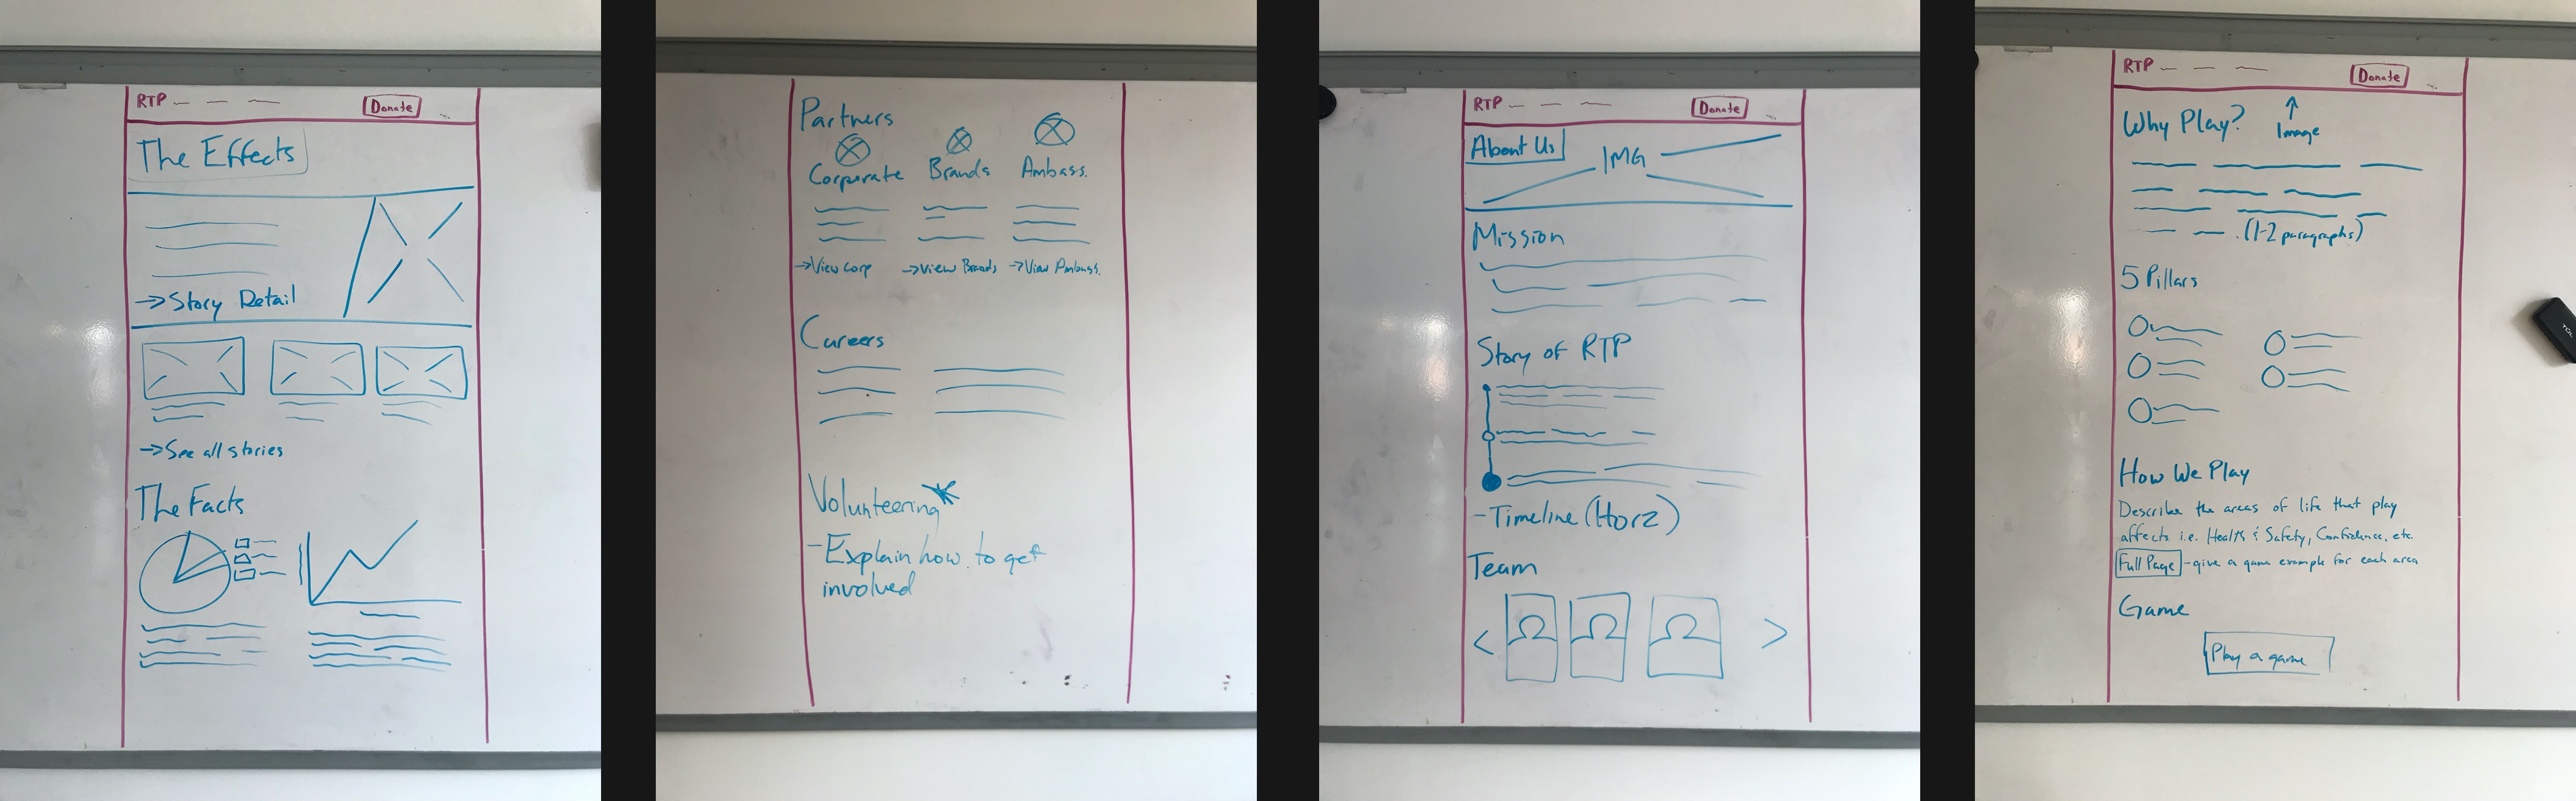 RTP
Donate
The Effects
→Story Detail
→See all stories
The Facts
Partners
Corporate Brands Ambass.
→View Corp →View Brands →View Ambass.
Careers
Volunteering*
-Explain how to get
involved
RTP
Donate
About Us
IMG
Mission
Story of RTP
-Timeline (Horz)
Team
< >
RTP
Donate
Why Play?
↑
Image
(1-2 paragraphs)
5 Pillars
How We Play
Describe the areas of life that play
affects i.e. Health & Safety, Confidence, etc.
Full Page -give a game example for each area
Game
Play a game